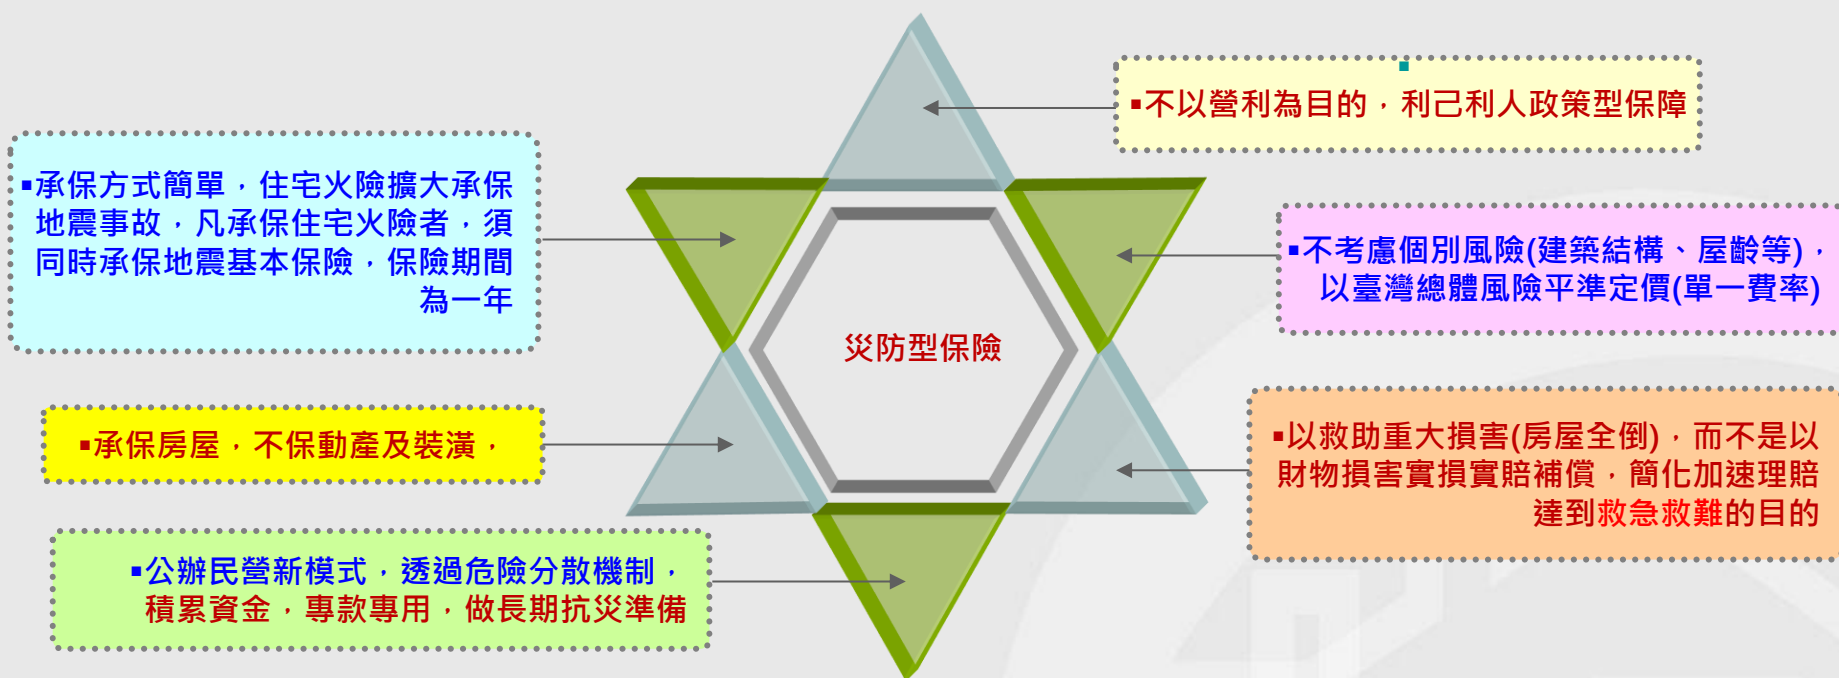 ▪不以營利為目的，利己利人政策型保障
▪承保方式簡單，住宅火險擴大承保
地震事故，凡承保住宅火險者，須
同時承保地震基本保險，保險期間
為一年
▪不考慮個別風險(建築結構、屋齡等)，
以臺灣總體風險平準定價(單一費率)
災防型保險
▪承保房屋，不保動產及裝潢，
▪以救助重大損害(房屋全倒)，而不是以
財物損害實損實賠補償，簡化加速理賠
達到救急救難的目的
▪公辦民營新模式，透過危險分散機制，
積累資金，專款專用，做長期抗災準備